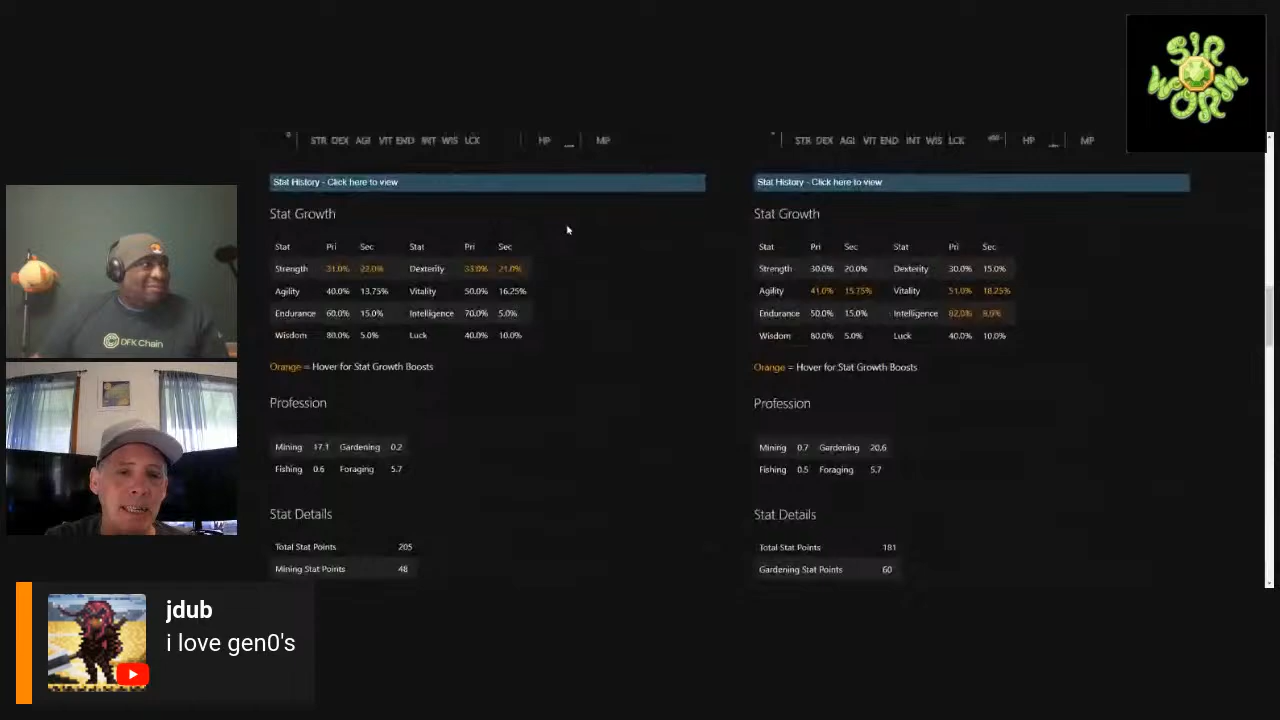 SIR
WORM
STR DEX AGI VIT END INT WIS LCK HP MP
STR DEX AGI VIT END INT WIS LCK HP MP
Stat History - Click here to view
Stat Growth
Stat Pri Sec Stat Pri Sec
Strength 31.0% 22.0% Dexterity 33.0% 21.0%
Agility 40.0% 13.75% Vitality 50.0% 16.25%
Endurance 60.0% 15.0% Intelligence 70.0% 5.0%
Wisdom 80.0% 5.0% Luck 40.0% 10.0%
Orange = Hover for Stat Growth Boosts
Profession
Mining 17.1 Gardening 0.2
Fishing 0.6 Foraging 5.7
Stat Details
Total Stat Points 205
Mining Stat Points 48
Stat History - Click here to view
Stat Growth
Stat Pri Sec Stat Pri Sec
Strength 30.0% 20.0% Dexterity 30.0% 15.0%
Agility 41.0% 15.75% Vitality 51.0% 18.25%
Endurance 50.0% 15.0% Intelligence 82.0% 8.0%
Wisdom 80.0% 5.0% Luck 40.0% 10.0%
Orange = Hover for Stat Growth Boosts
Profession
Mining 0.7 Gardening 20.6
Fishing 0.5 Foraging 5.7
Stat Details
Total Stat Points 181
Gardening Stat Points 60
DFK Chain
jdub
i love gen0's